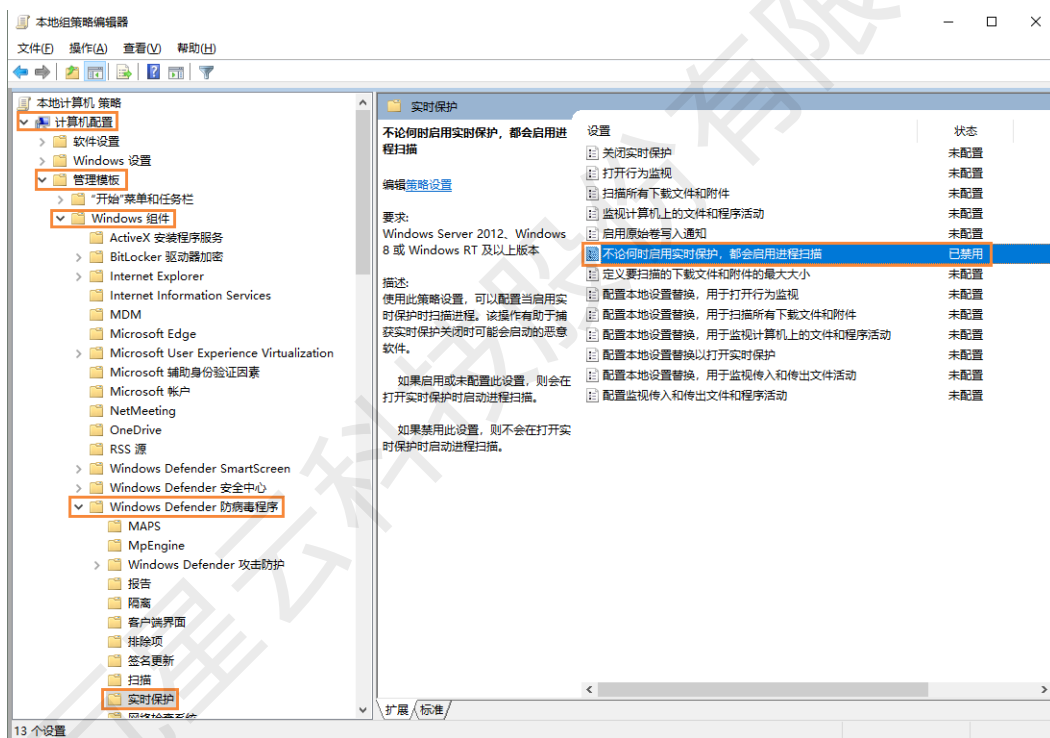 本地组策略编辑器
文件(F) 操作(A) 查看(V) 帮助(H)
本地计算机 策略
计算机配置
软件设置
Windows 设置
管理模板
"开始"菜单和任务栏
Windows 组件
ActiveX 安装程序服务
BitLocker 驱动器加密
Internet Explorer
Internet Information Services
MDM
Microsoft Edge
Microsoft User Experience Virtualization
Microsoft 辅助身份验证因素
Microsoft 帐户
NetMeeting
OneDrive
RSS 源
Windows Defender SmartScreen
Windows Defender 安全中心
Windows Defender 防病毒程序
MAPS
MpEngine
Windows Defender 攻击防护
报告
隔离
客户端界面
排除项
签名更新
扫描
实时保护
网络检查系统
实时保护
不论何时启用实时保护，都会启用进
程扫描
编辑策略设置
要求:
Windows Server 2012、Windows
8 或 Windows RT 及以上版本
描述:
使用此策略设置，可以配置当启用实
时保护时扫描进程。该操作有助于捕
获实时保护关闭时可能会启动的恶意
软件。
如果启用或未配置此设置，则会在
打开实时保护时启动进程扫描。
如果禁用此设置，则不会在打开实
时保护时启动进程扫描。
设置 状态
关闭实时保护 未配置
打开行为监视 未配置
扫描所有下载文件和附件 未配置
监视计算机上的文件和程序活动 未配置
启用原始卷写入通知 未配置
不论何时启用实时保护，都会启用进程扫描 已禁用
定义要扫描的下载文件和附件的最大大小 未配置
配置本地设置替换，用于打开行为监视 未配置
配置本地设置替换，用于扫描所有下载文件和附件 未配置
配置本地设置替换，用于监视计算机上的文件和程序活动 未配置
配置本地设置替换以打开实时保护 未配置
配置本地设置替换，用于监视传入和传出文件活动 未配置
配置监视传入和传出文件和程序活动 未配置
扩展 标准
13 个设置
星云科技股份有限